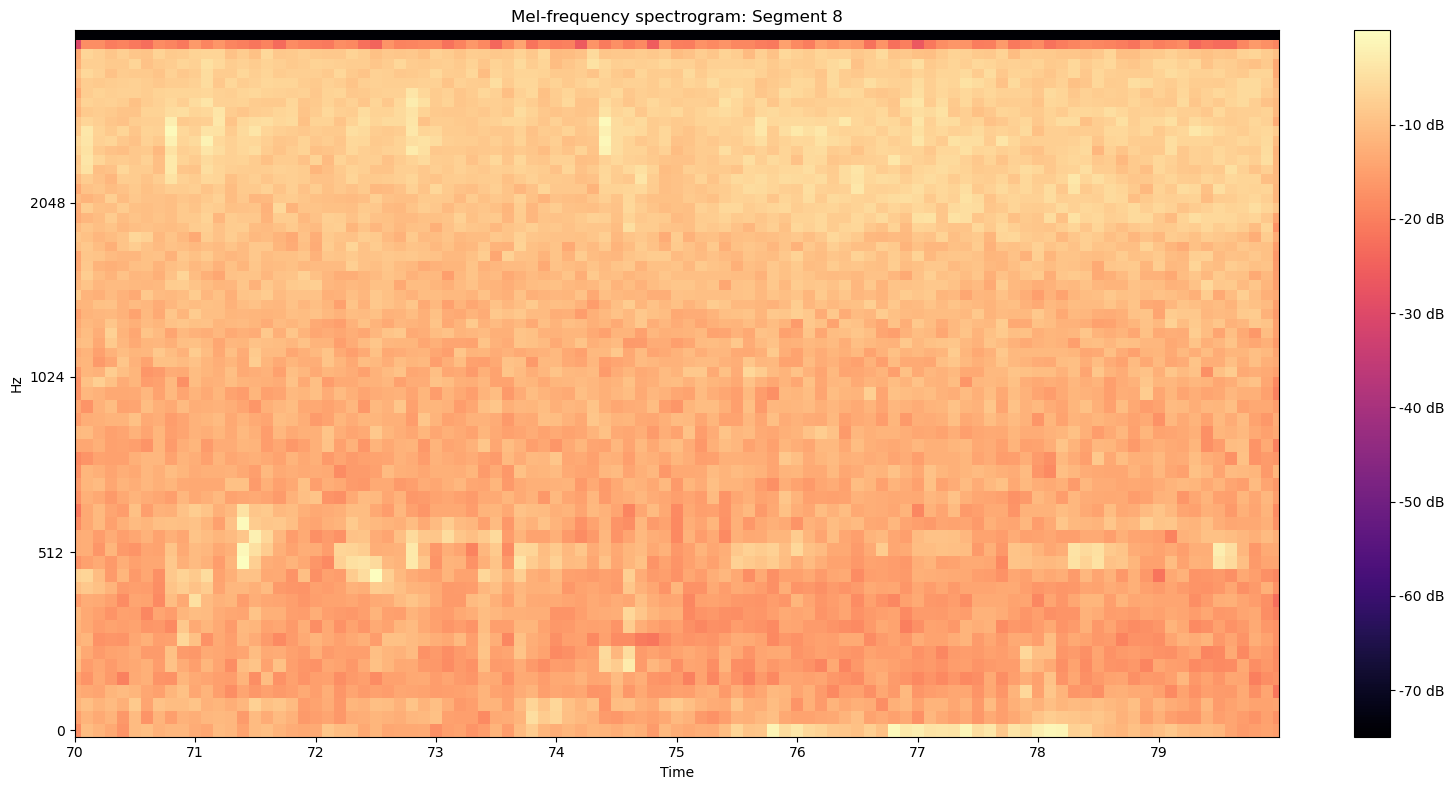 Mel-frequency spectrogram: Segment 8
Hz
2048
1024
512
0
70 71 72 73 74 75 76 77 78 79
Time
-10 dB
-20 dB
-30 dB
-40 dB
-50 dB
-60 dB
-70 dB